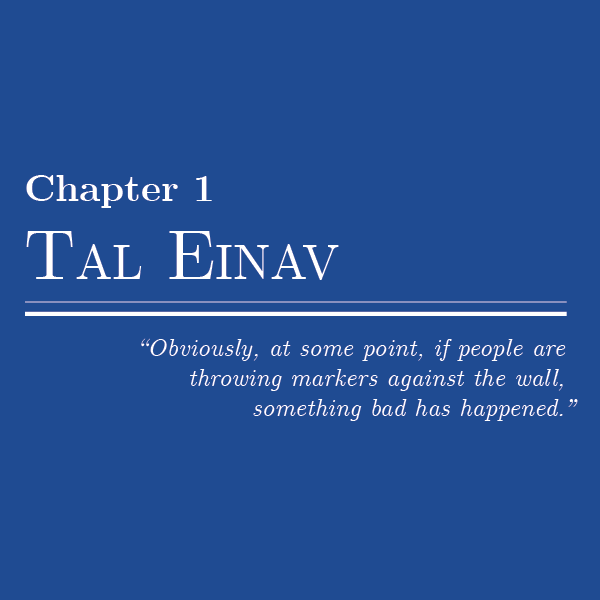 Chapter 1
TAL EINAV
“Obviously, at some point, if people are
throwing markers against the wall,
something bad has happened.”